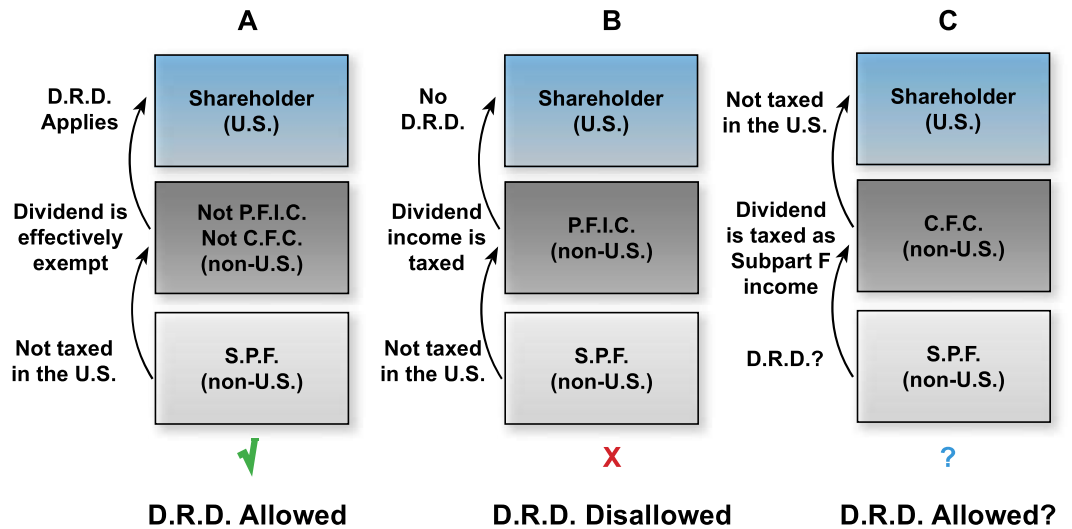 A
D.R.D.
Applies
Shareholder
(U.S.)
Dividend is
effectively
exempt
Not P.F.I.C.
Not C.F.C.
(non-U.S.)
Not taxed
in the U.S.
S.P.F.
(non-U.S.)
D.R.D. Allowed
B
No
D.R.D.
Shareholder
(U.S.)
Dividend
income is
taxed
P.F.I.C.
(non-U.S.)
Not taxed
in the U.S.
S.P.F.
(non-U.S.)
X
D.R.D. Disallowed
C
Not taxed
in the U.S.
Shareholder
(U.S.)
Dividend
is taxed as
Subpart F
income
C.F.C.
(non-U.S.)
D.R.D.?
S.P.F.
(non-U.S.)
?
D.R.D. Allowed?